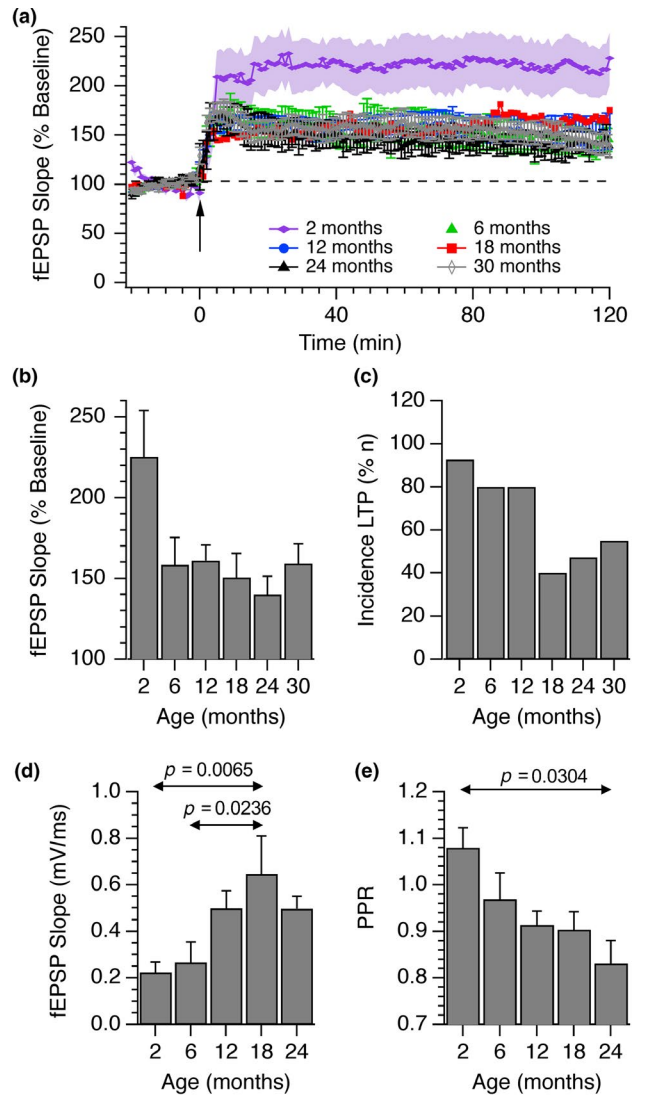 (a)
fEPSP Slope (% Baseline)
250
200
150
100
50
0
2 months
6 months
12 months
18 months
24 months
30 months
0
40
80
120
Time (min)
(b)
fEPSP Slope (% Baseline)
250
200
150
100
2
6
12
18
24
30
Age (months)
(c)
Incidence LTP (% n)
120
100
80
60
40
20
0
2
6
12
18
24
30
Age (months)
(d)
p = 0.0065
p = 0.0236
fEPSP Slope (mV/ms)
1.0
0.8
0.6
0.4
0.2
0.0
2
6
12
18
24
Age (months)
(e)
p = 0.0304
PPR
1.2
1.1
1.0
0.9
0.8
0.7
2
6
12
18
24
Age (months)